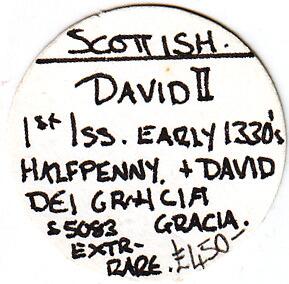 SCOTTISH.
DAVID II
1st ISS. EARLY 1330's
HALFPENNY. + DAVID
DEI GRACIA
S5083 GRACIA.
EXTR-
RARE. £450-